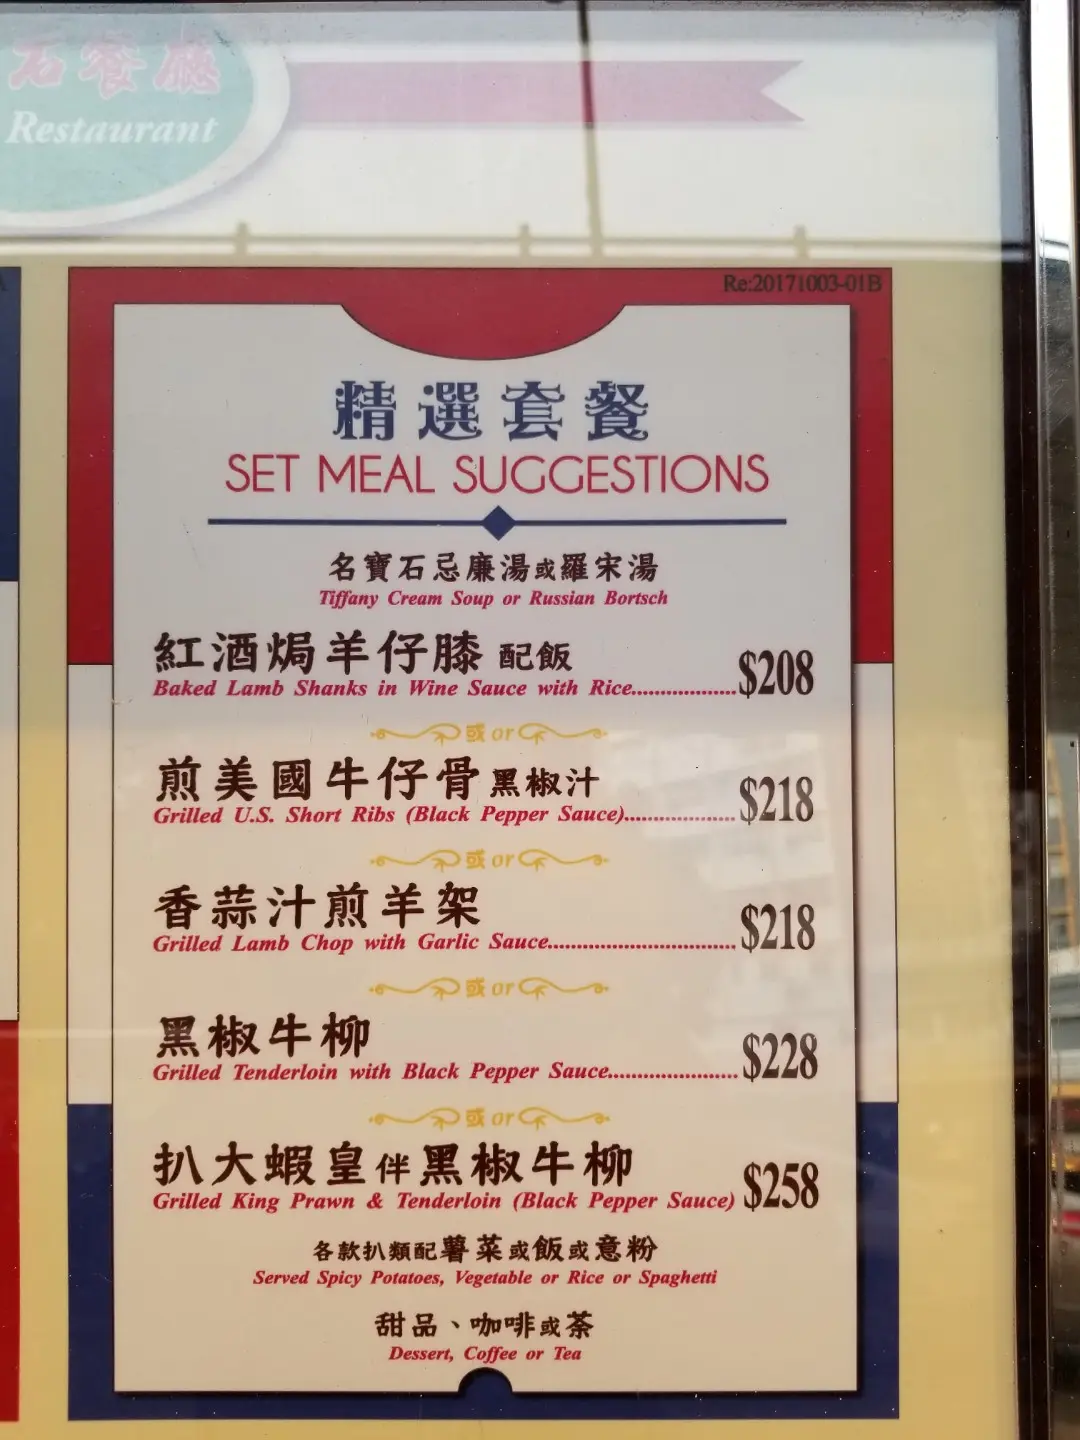 石餐廳
Restaurant
Re:20171003-01B
精選套餐
SET MEAL SUGGESTIONS
名寶石忌廉湯或羅宋湯
Tiffany Cream Soup or Russian Bortsch
紅酒焗羊仔膝 配飯
Baked Lamb Shanks in Wine Sauce with Rice..................$208
或 or
煎美國牛仔骨 黑椒汁
Grilled U.S. Short Ribs (Black Pepper Sauce)...................$218
或 or
香蒜汁煎羊架
Grilled Lamb Chop with Garlic Sauce................................$218
或 or
黑椒牛柳
Grilled Tenderloin with Black Pepper Sauce.......................$228
或 or
扒大蝦皇伴黑椒牛柳
Grilled King Prawn & Tenderloin (Black Pepper Sauce) $258
各款扒類配薯菜或飯或意粉
Served Spicy Potatoes, Vegetable or Rice or Spaghetti
甜品、咖啡或茶
Dessert, Coffee or Tea